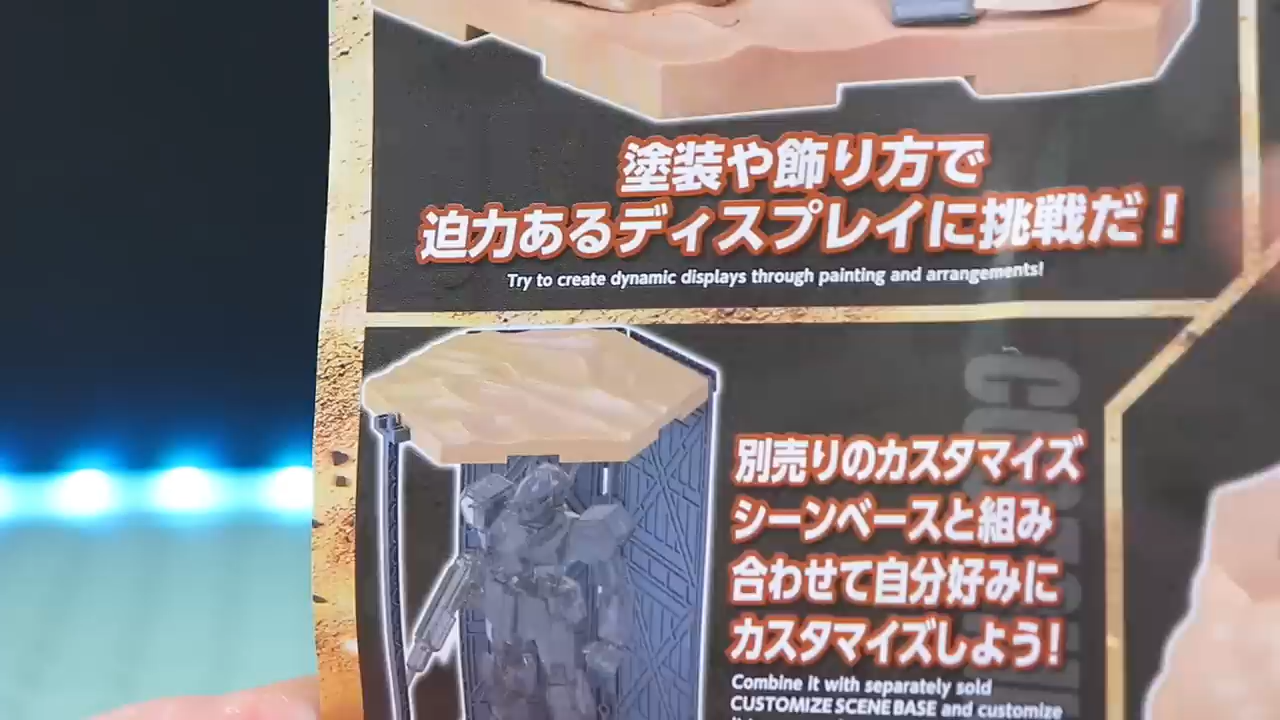 塗装や飾り方で
迫力あるディスプレイに挑戦だ！
Try to create dynamic displays through painting and arrangements!
別売りのカスタマイズ
シーンベースと組み
合わせて自分好みに
カスタマイズしよう！
Combine it with separately sold
CUSTOMIZE SCENE BASE and customize